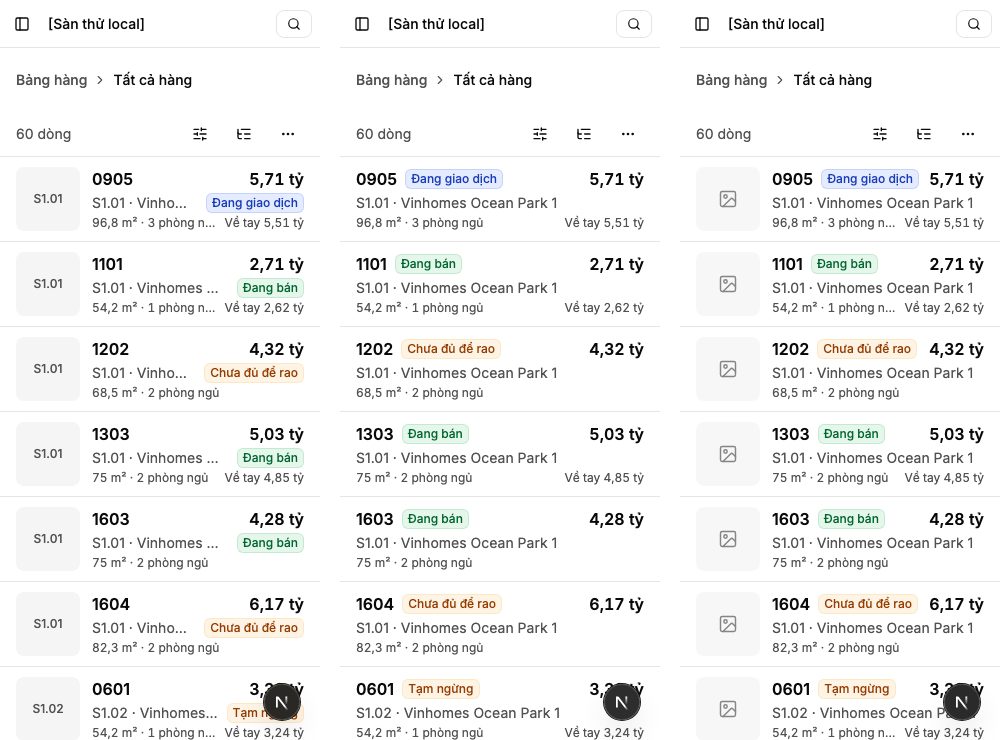 [Sàn thử local]
Bảng hàng > Tất cả hàng
60 dòng
S1.01
0905 5,71 tỷ
S1.01 · Vinho... Đang giao dịch
96,8 m² · 3 phòng n... Về tay 5,51 tỷ
S1.01
1101 2,71 tỷ
S1.01 · Vinhomes ... Đang bán
54,2 m² · 1 phòng n... Về tay 2,62 tỷ
S1.01
1202 4,32 tỷ
S1.01 · Vinho... Chưa đủ để rao
68,5 m² · 2 phòng ngủ
S1.01
1303 5,03 tỷ
S1.01 · Vinhomes ... Đang bán
75 m² · 2 phòng ngủ Về tay 4,85 tỷ
S1.01
1603 4,28 tỷ
S1.01 · Vinhomes ... Đang bán
75 m² · 2 phòng ngủ
S1.01
1604 6,17 tỷ
S1.01 · Vinho... Chưa đủ để rao
82,3 m² · 2 phòng ngủ
S1.02
0601 tỷ
S1.02 · Vinhomes... Tạm
54,2 m² · 1 phòng n... Về tay 3,24 tỷ
N
[Sàn thử local]
Bảng hàng > Tất cả hàng
60 dòng
0905 Đang giao dịch 5,71 tỷ
S1.01 · Vinhomes Ocean Park 1
96,8 m² · 3 phòng ngủ Về tay 5,51 tỷ
1101 Đang bán 2,71 tỷ
S1.01 · Vinhomes Ocean Park 1
54,2 m² · 1 phòng ngủ Về tay 2,62 tỷ
1202 Chưa đủ để rao 4,32 tỷ
S1.01 · Vinhomes Ocean Park 1
68,5 m² · 2 phòng ngủ
1303 Đang bán 5,03 tỷ
S1.01 · Vinhomes Ocean Park 1
75 m² · 2 phòng ngủ Về tay 4,85 tỷ
1603 Đang bán 4,28 tỷ
S1.01 · Vinhomes Ocean Park 1
75 m² · 2 phòng ngủ
1604 Chưa đủ để rao 6,17 tỷ
S1.01 · Vinhomes Ocean Park 1
82,3 m² · 2 phòng ngủ
0601 Tạm ngừng tỷ
S1.02 · Vinhomes Ocean Park 1
54,2 m² · 1 phòng ngủ Về tay 3,24 tỷ
N
[Sàn thử local]
Bảng hàng > Tất cả hàng
60 dòng
0905 Đang giao dịch 5,71 tỷ
S1.01 · Vinhomes Ocean Park 1
96,8 m² · 3 phòng n... Về tay 5,51 tỷ
1101 Đang bán 2,71 tỷ
S1.01 · Vinhomes Ocean Park 1
54,2 m² · 1 phòng n... Về tay 2,62 tỷ
1202 Chưa đủ để rao 4,32 tỷ
S1.01 · Vinhomes Ocean Park 1
68,5 m² · 2 phòng ngủ
1303 Đang bán 5,03 tỷ
S1.01 · Vinhomes Ocean Park 1
75 m² · 2 phòng ngủ Về tay 4,85 tỷ
1603 Đang bán 4,28 tỷ
S1.01 · Vinhomes Ocean Park 1
75 m² · 2 phòng ngủ
1604 Chưa đủ để rao 6,17 tỷ
S1.01 · Vinhomes Ocean Park 1
82,3 m² · 2 phòng ngủ
0601 Tạm ngừng tỷ
S1.02 · Vinhomes Ocean
54,2 m² · 1 phòng n... Về tay 3,24 tỷ
N